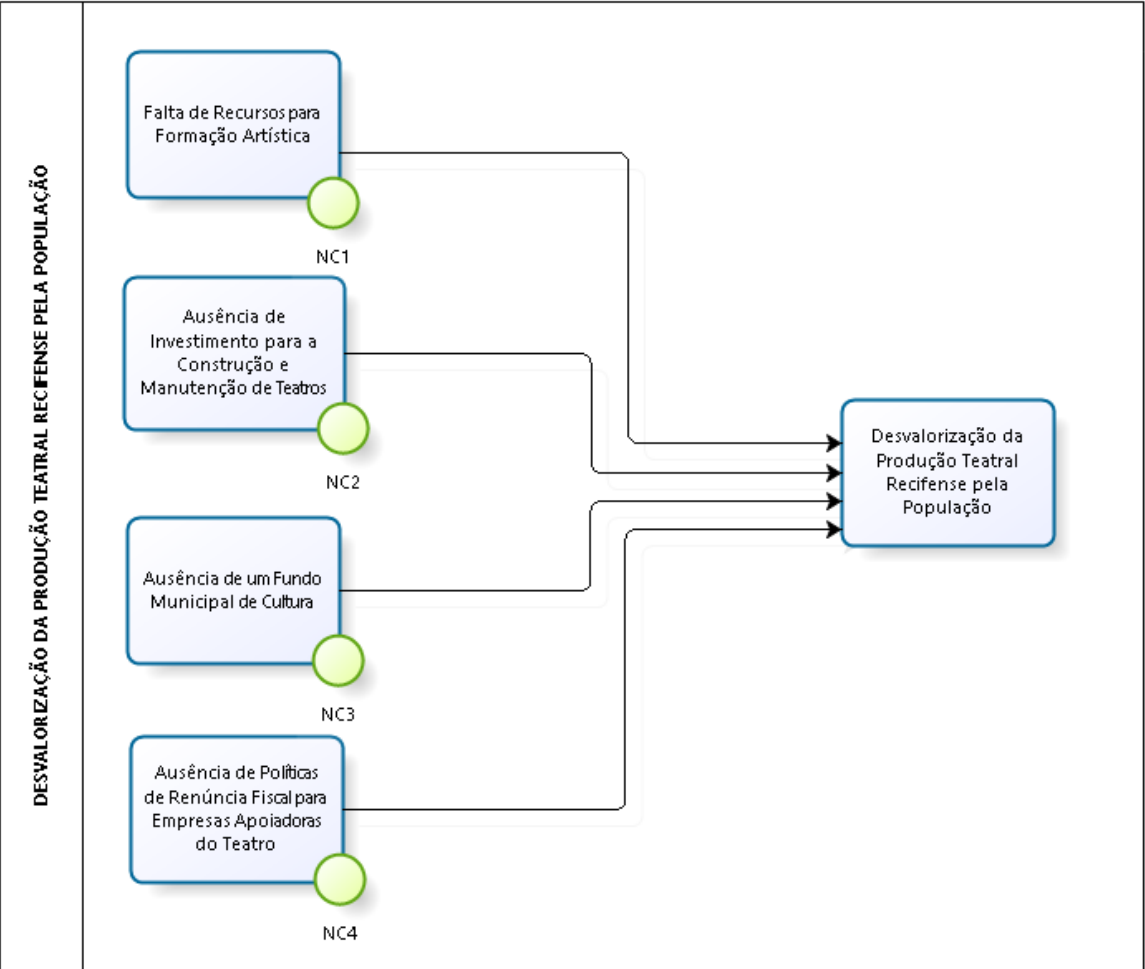 DESVALORIZAÇÃO DA PRODUÇÃO TEATRAL RECIFENSE PELA POPULAÇÃO
Falta de Recursos para
Formação Artística
NC1
Ausência de
Investimento para a
Construção e
Manutenção de Teatros
NC2
Ausência de um Fundo
Municipal de Cultura
NC3
Ausência de Políticas
de Renúncia Fiscal para
Empresas Apoiadoras
do Teatro
NC4
Desvalorização da
Produção Teatral
Recifense pela
População